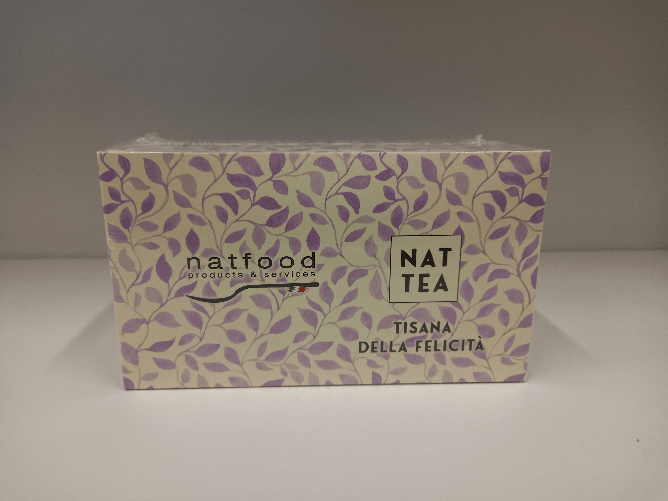 natfood
products & services
NAT
TEA
TISANA
DELLA FELICITÀ